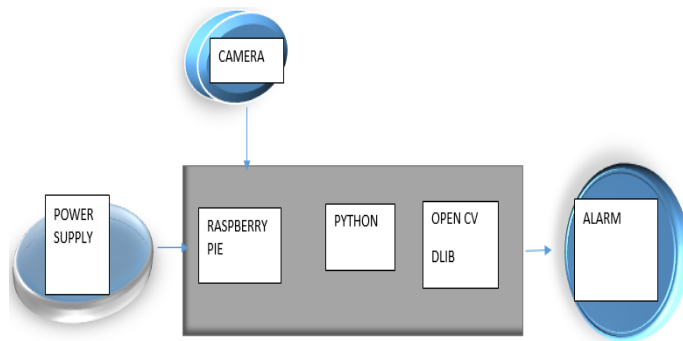 CAMERA
POWER
SUPPLY
RASPBERRY
PIE
PYTHON
OPEN CV
DLIB
ALARM